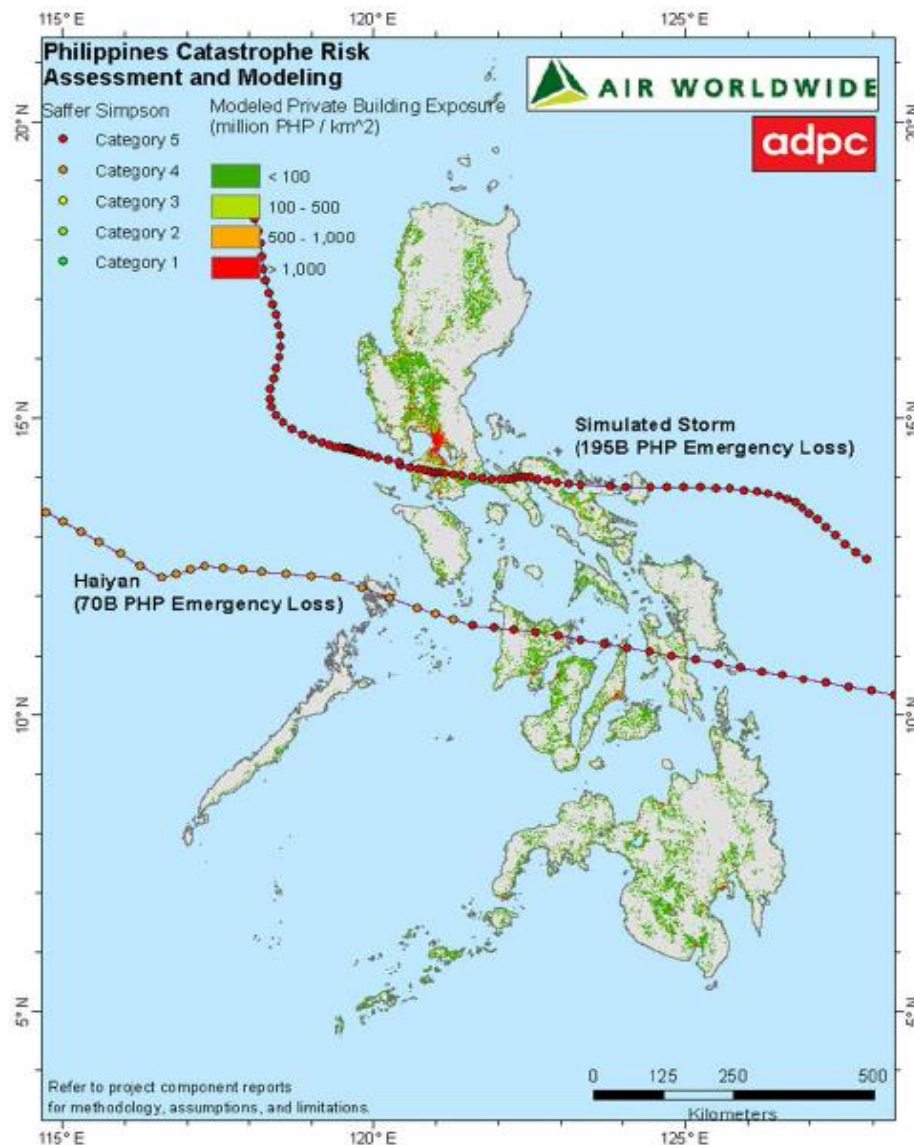 115° E
120° E
125° E
Philippines Catastrophe Risk
Assessment and Modeling
AIR WORLDWIDE
adpc
Saffer Simpson
Category 5
Category 4
Category 3
Category 2
Category 1
Modeled Private Building Exposure
(million PHP / km^2)
< 100
100 - 500
500 - 1,000
> 1,000
20° N
20° N
15° N
15° N
Simulated Storm
(195B PHP Emergency Loss)
Haiyan
(70B PHP Emergency Loss)
10° N
10° N
5° N
5° N
Refer to project component reports
for methodology, assumptions, and limitations.
0 125 250 500
Kilometers
115° E
120° E
125° E